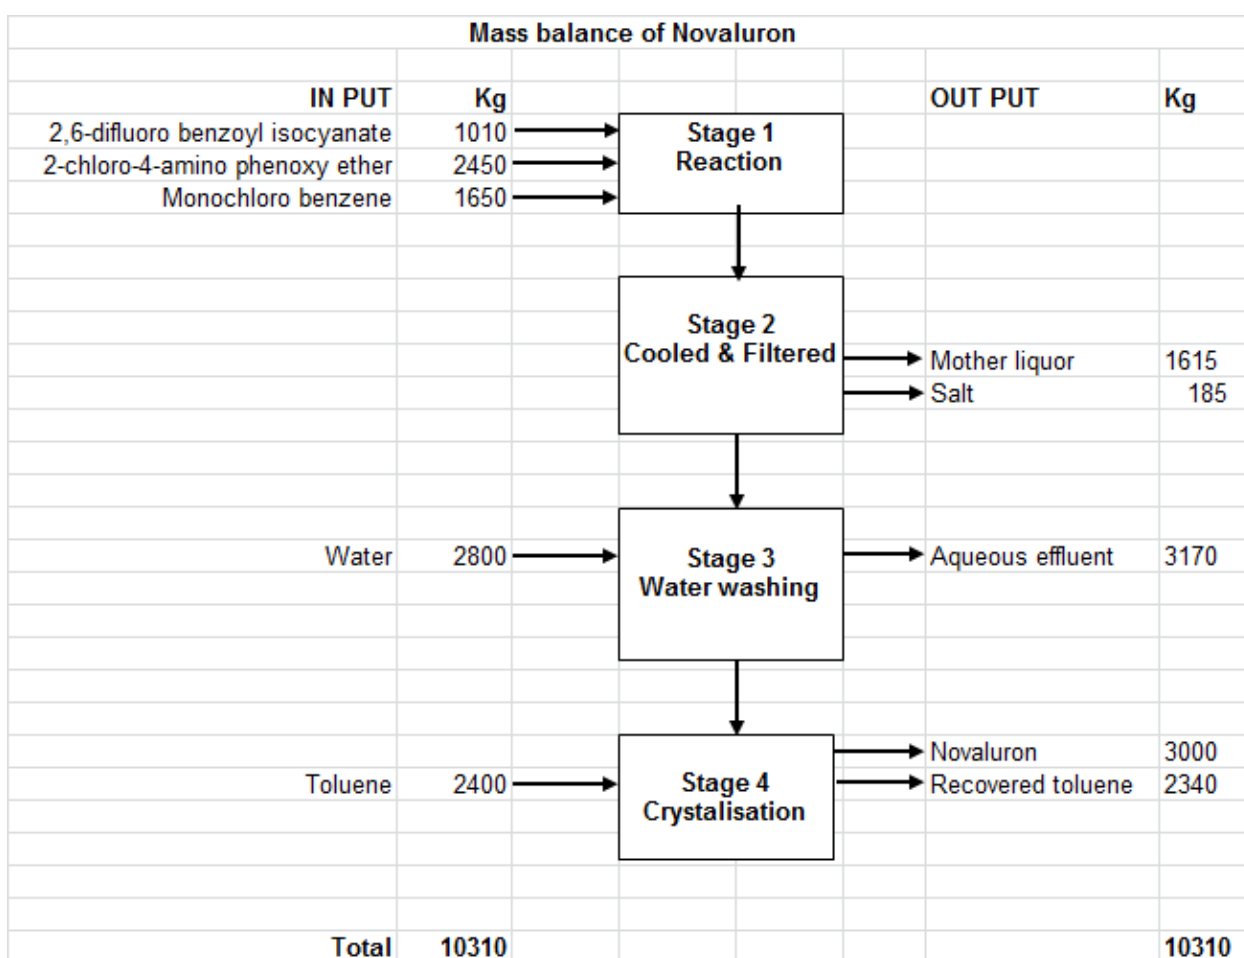 Mass balance of Novaluron
IN PUT Kg OUT PUT Kg
2,6-difluoro benzoyl isocyanate 1010
2-chloro-4-amino phenoxy ether 2450
Monochloro benzene 1650
Stage 1
Reaction
Stage 2
Cooled & Filtered
Mother liquor 1615
Salt 185
Water 2800
Stage 3
Water washing
Aqueous effluent 3170
Toluene 2400
Stage 4
Crystalisation
Novaluron 3000
Recovered toluene 2340
Total 10310 10310